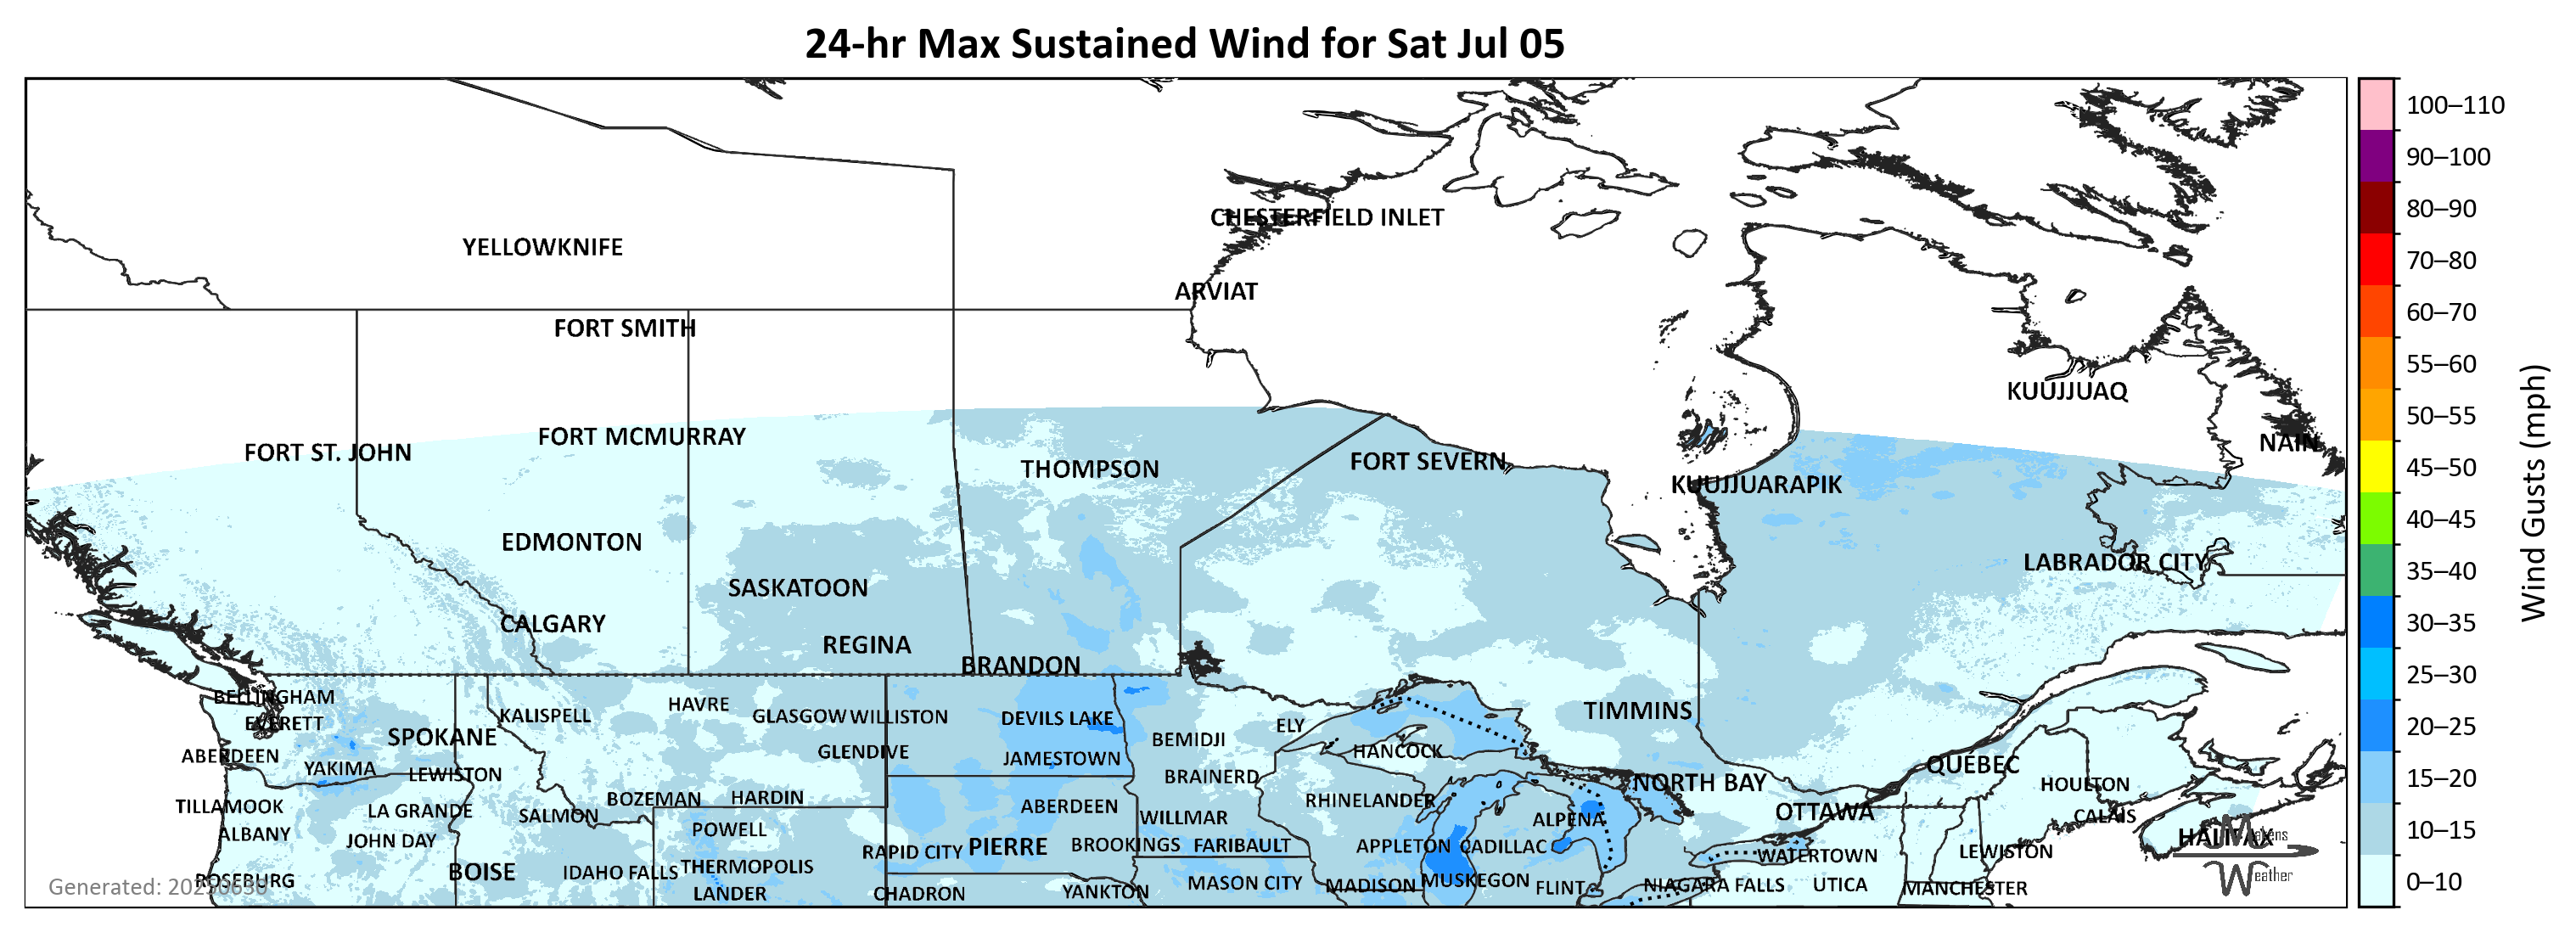 24-hr Max Sustained Wind for Sat Jul 05
100–110
90–100
CHESTERFIELD INLET
80–90
YELLOWKNIFE
70–80
ARVIAT
60–70
FORT SMITH
55–60
KUUJJUAQ
50–55
FORT MCMURRAY
NAIN
FORT ST. JOHN
THOMPSON
FORT SEVERN
45–50
KUUJJUARAPIK
Wind Gusts (mph)
40–45
EDMONTON
LABRADOR CITY
35–40
SASKATOON
CALGARY
30–35
REGINA
BRANDON
25–30
BELLINGHAM
HAVRE
KALISPELL
GLASGOW
WILLISTON
DEVILS LAKE
TIMMINS
EVERETT
ELY
20–25
SPOKANE
BEMIDJI
ABERDEEN
GLENDIVE
JAMESTOWN
HANCOCK
QUÉBEC
YAKIMA
LEWISTON
BRAINERD
15–20
NORTH BAY
HOULTON
BOZEMAN
HARDIN
RHINELANDER
TILLAMOOK
LA GRANDE
SALMON
ABERDEEN
WILLMAR
ALPENA
OTTAWA
CALAIS
10–15
ALBANY
JOHN DAY
POWELL
HALIFAX
Makens
Weather
RAPID CITY
PIERRE
BROOKINGS
FARIBAULT
APPLETON
CADILLAC
WATERTOWN
LEWISTON
BOISE
IDAHO FALLS
THERMOPOLIS
ROSEBURG
MASON CITY
MADISON
MUSKEGON
FLINT
NIAGARA FALLS
UTICA
MANCHESTER
0–10
LANDER
CHADRON
YANKTON
Generated: 20250630